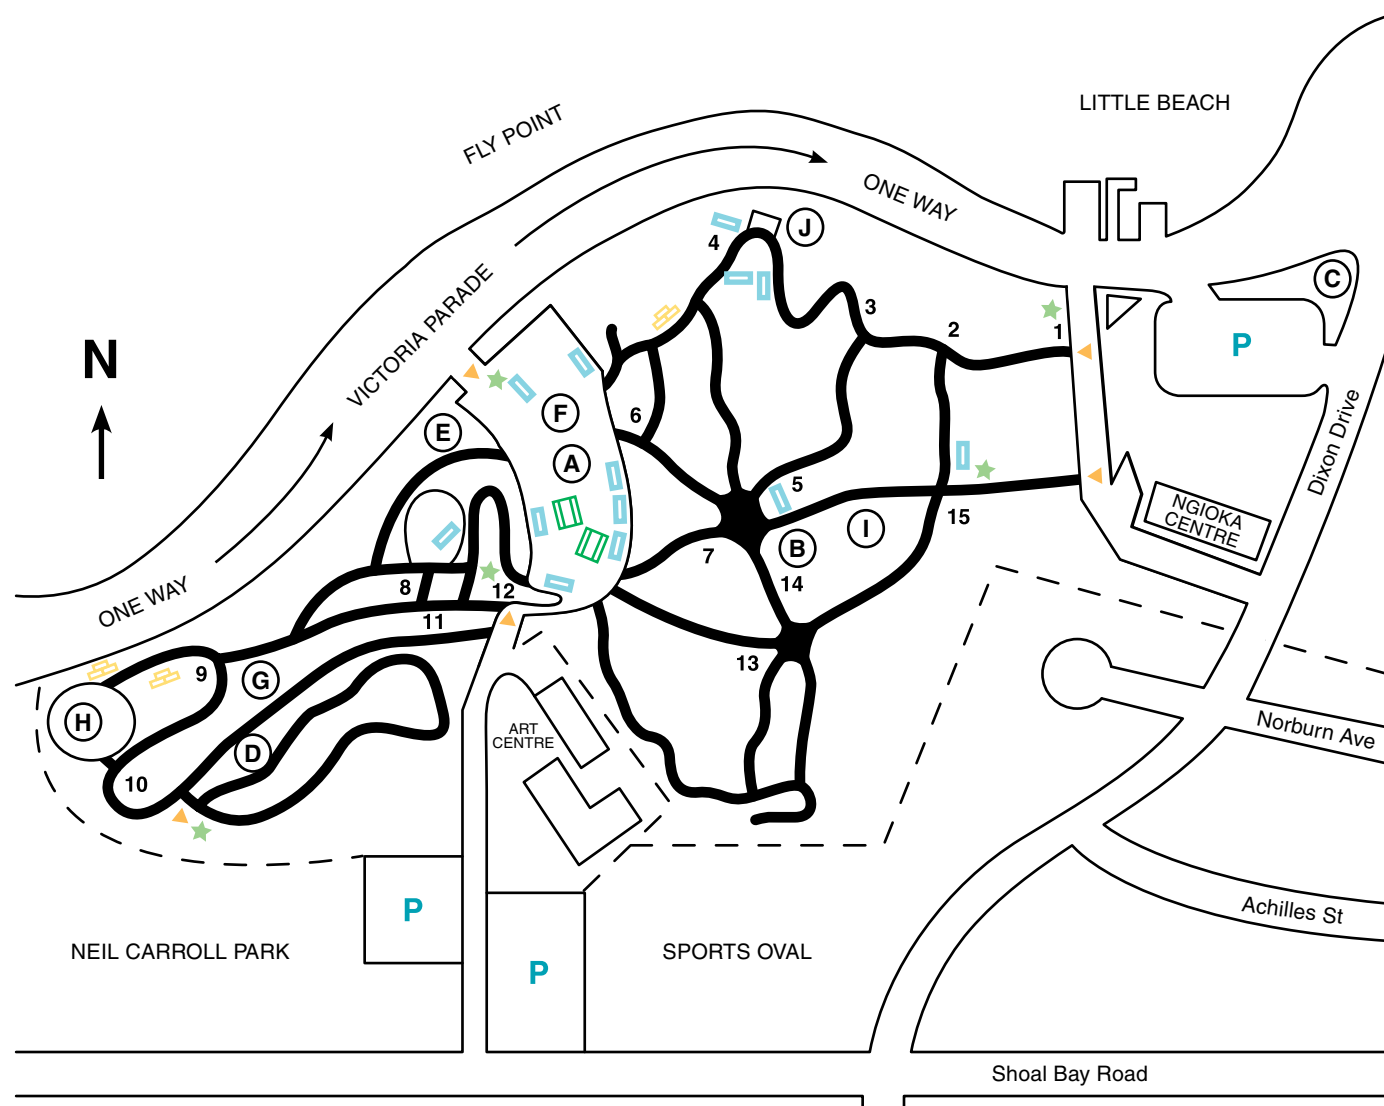 LITTLE BEACH
FLY POINT
ONE WAY
J
4
C
VICTORIA PARADE
3
2
1
P
N
F
6
E
A
Dixon Drive
5
NGIOKA
CENTRE
15
I
B
7
14
8
12
ONE WAY
11
13
9
G
H
D
10
ART
CENTRE
Norburn Ave
P
Achilles St
NEIL CARROLL PARK
SPORTS OVAL
P
Shoal Bay Road